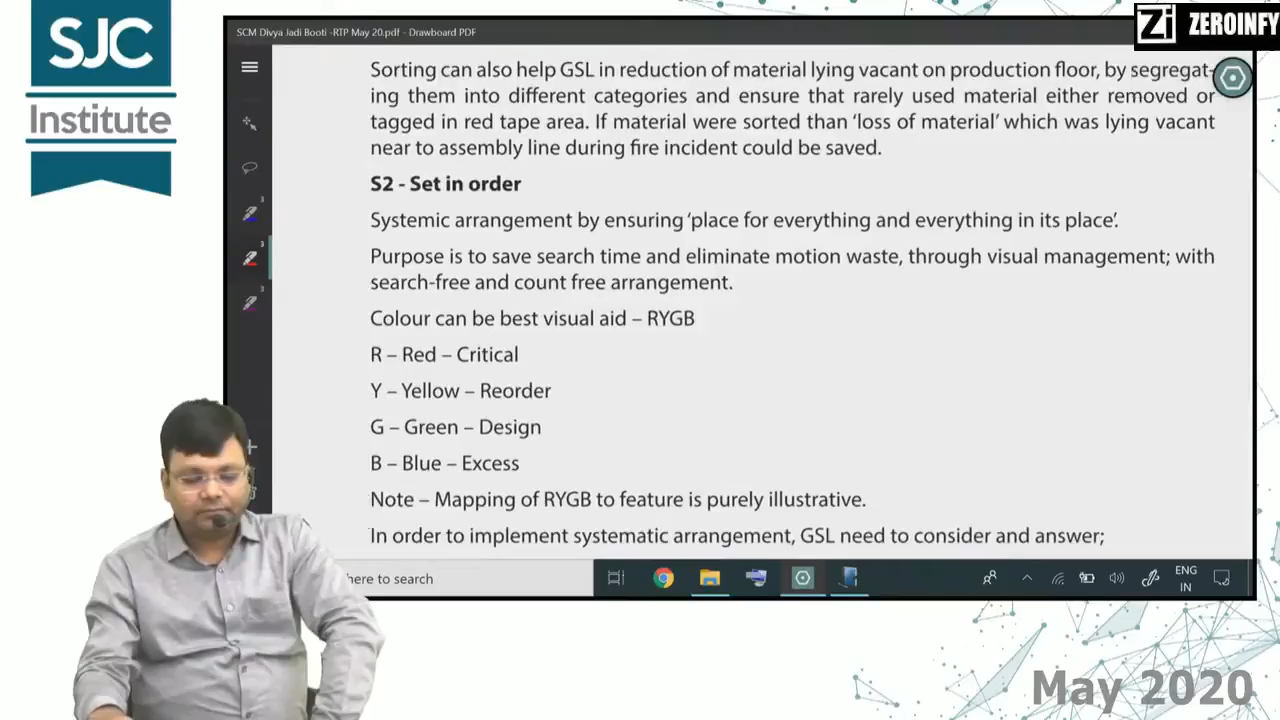 SJC
Institute
ZI ZEROINFY
SCM Divya Jadi Booti -RTP May 20.pdf - Drawboard PDF
Sorting can also help GSL in reduction of material lying vacant on production floor, by segregat-
ing them into different categories and ensure that rarely used material either removed or
tagged in red tape area. If material were sorted than ‘loss of material’ which was lying vacant
near to assembly line during fire incident could be saved.
S2 - Set in order
Systemic arrangement by ensuring ‘place for everything and everything in its place’.
Purpose is to save search time and eliminate motion waste, through visual management; with
search-free and count free arrangement.
Colour can be best visual aid – RYGB
R – Red – Critical
Y – Yellow – Reorder
G – Green – Design
B – Blue – Excess
Note – Mapping of RYGB to feature is purely illustrative.
In order to implement systematic arrangement, GSL need to consider and answer;
3
3
3
here to search
ENG
IN
May 2020